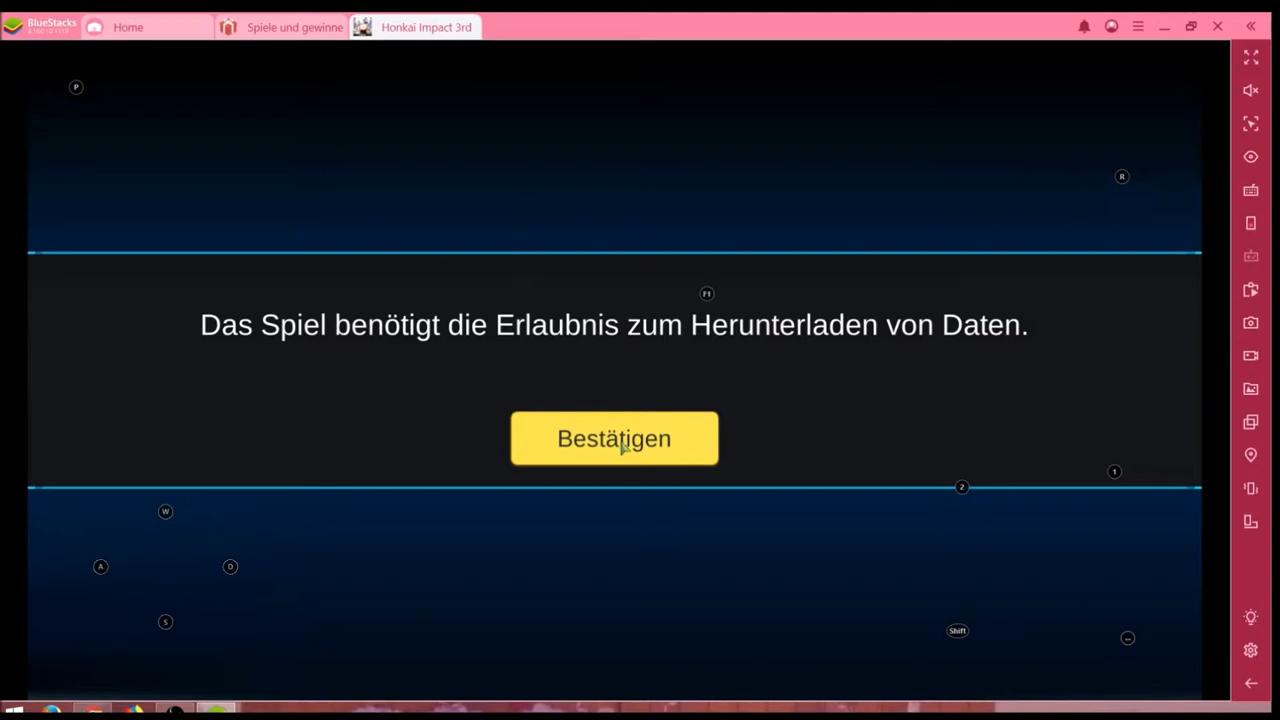 BlueStacks
Home
Spiele und gewinne
Honkai Impact 3rd
P
R
F1
Das Spiel benötigt die Erlaubnis zum Herunterladen von Daten.
Bestätigen
1
2
W
A
D
S
Shift